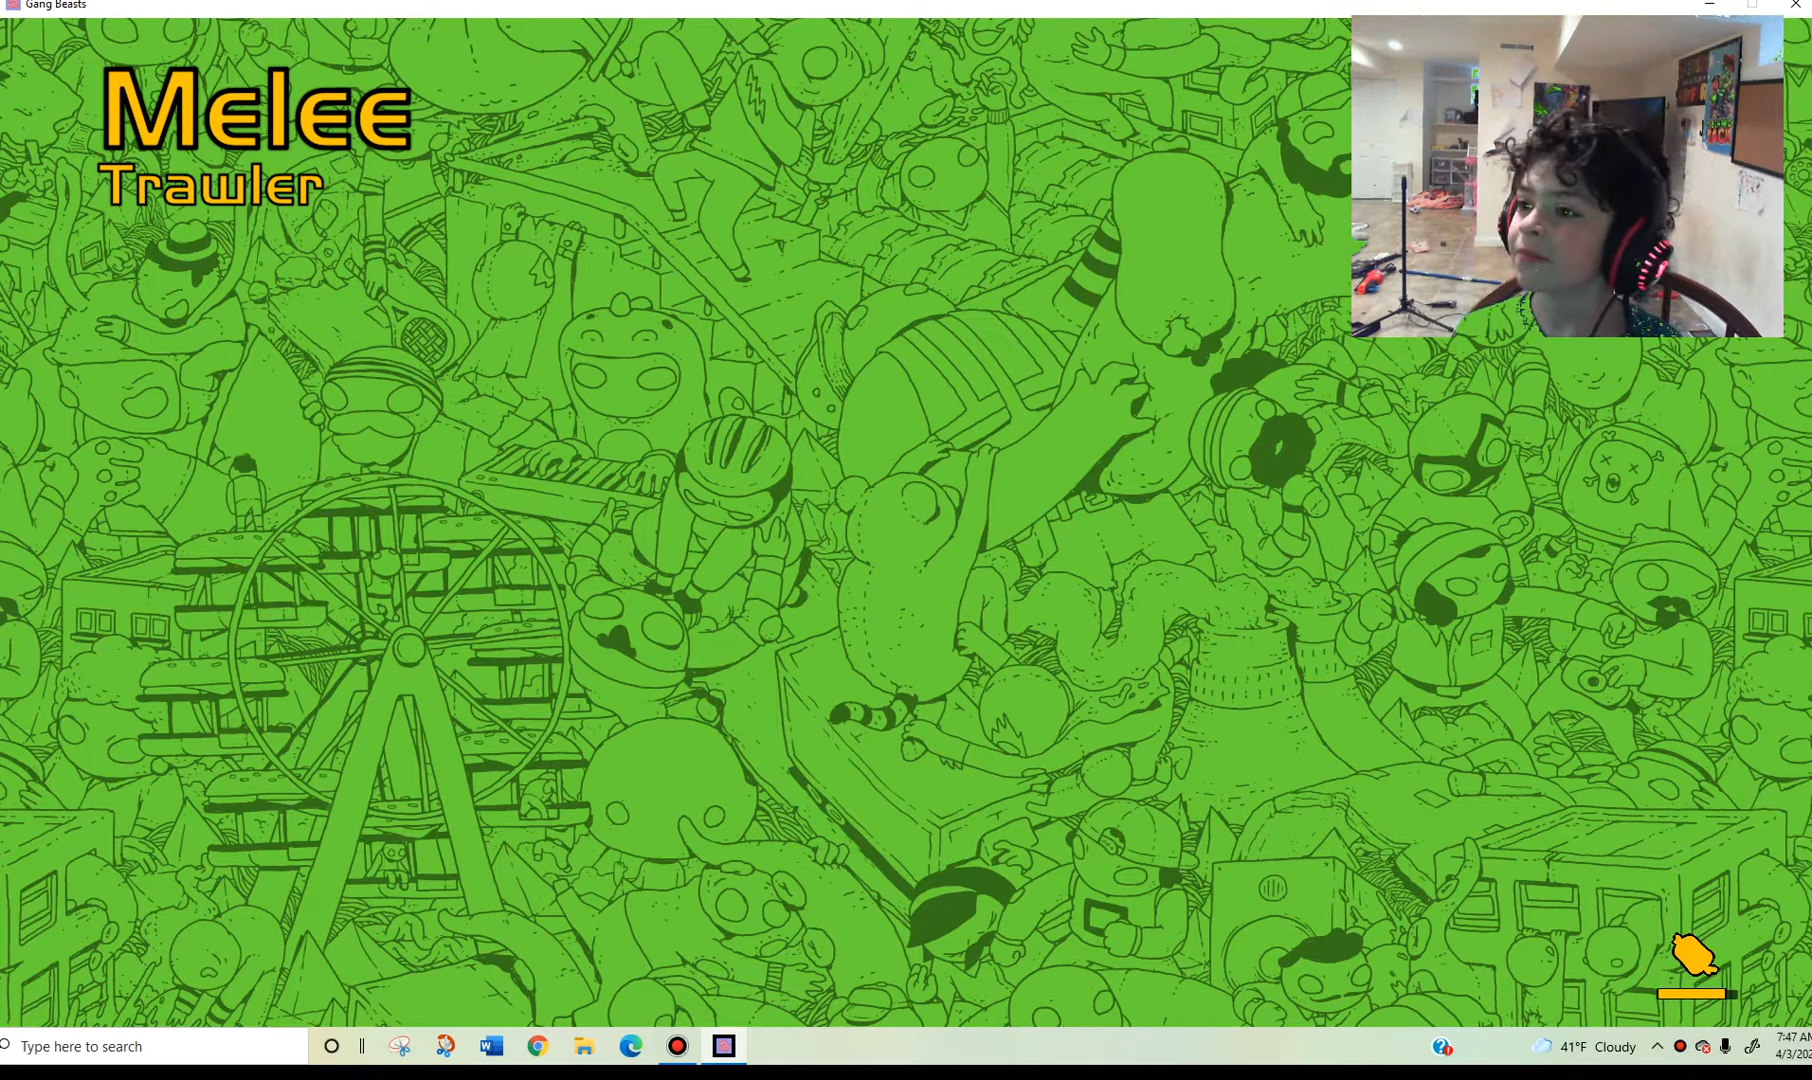 Gang Beasts
Melee
Trawler
Type here to search
41°F Cloudy
7:47 AM